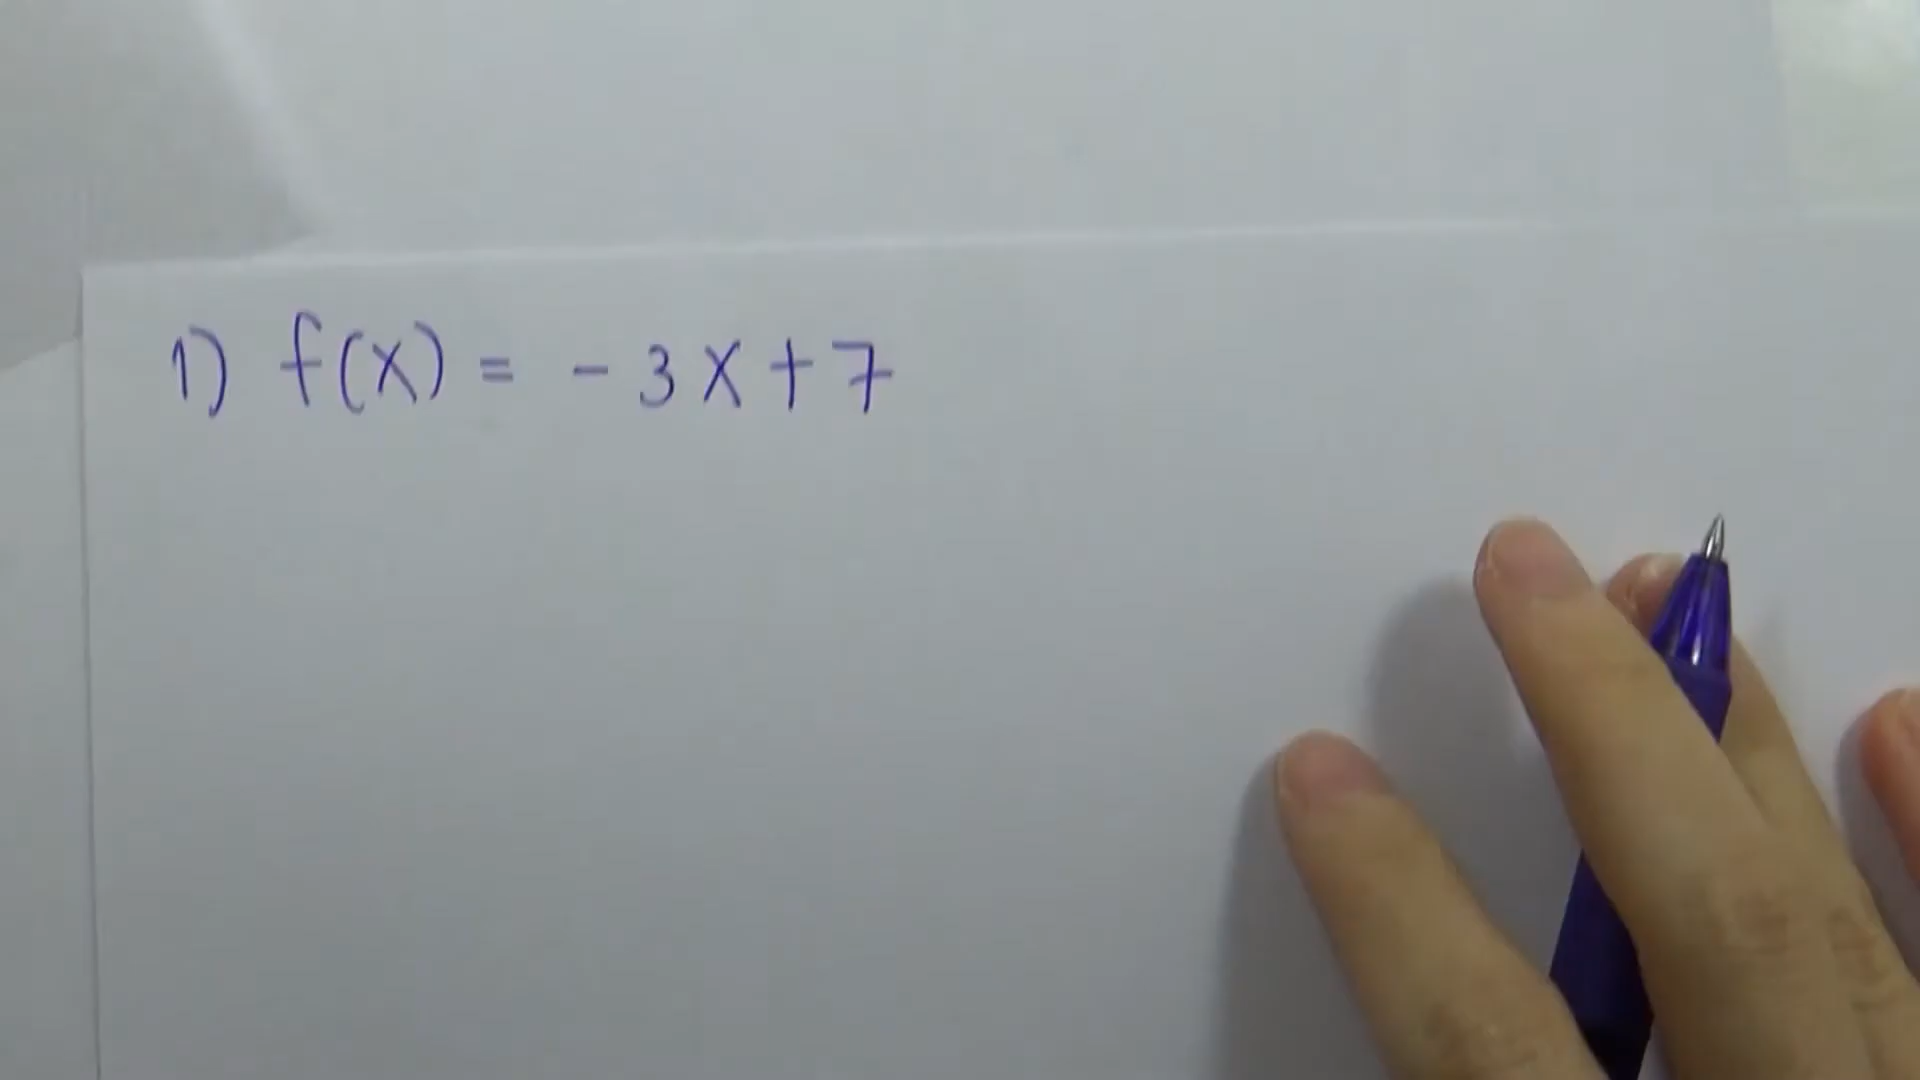 1) f(x) = -3x+7